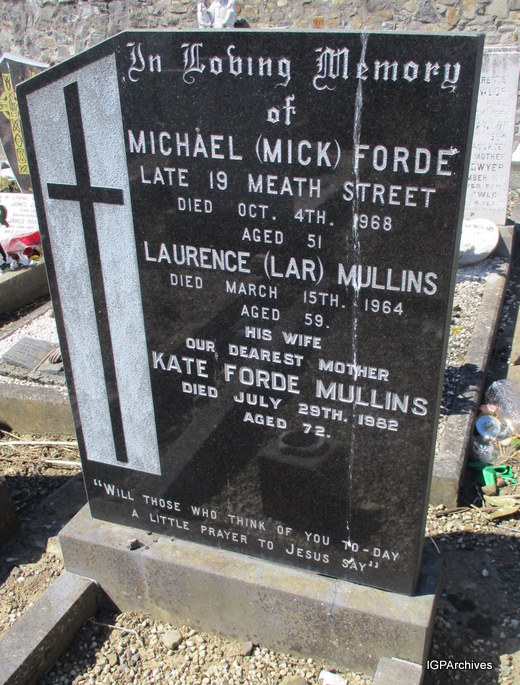 In Loving Memory
of
MICHAEL (MICK) FORDE
LATE 19 MEATH STREET
DIED OCT. 4TH. 1968
AGED 51
LAURENCE (LAR) MULLINS
DIED MARCH 15TH. 1964
AGED 59.
HIS WIFE
OUR DEAREST MOTHER
KATE FORDE MULLINS
DIED JULY 29TH. 1982
AGED 72.
"WILL THOSE WHO THINK OF YOU TO-DAY
A LITTLE PRAYER TO JESUS SAY"
MOTHER
IGPArchives